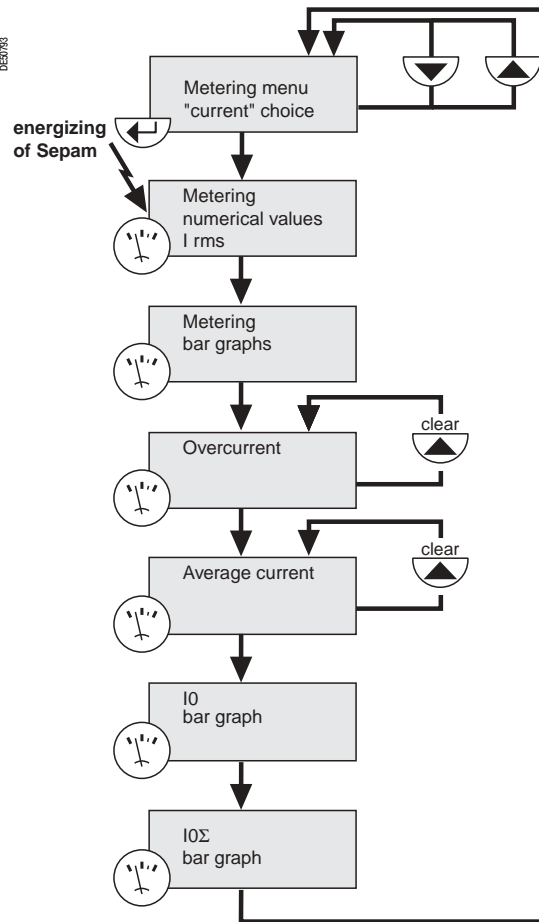 DE50793
Metering menu
"current" choice
energizing
of Sepam
Metering
numerical values
I rms
Metering
bar graphs
clear
Overcurrent
clear
Average current
I0
bar graph
I0Σ
bar graph